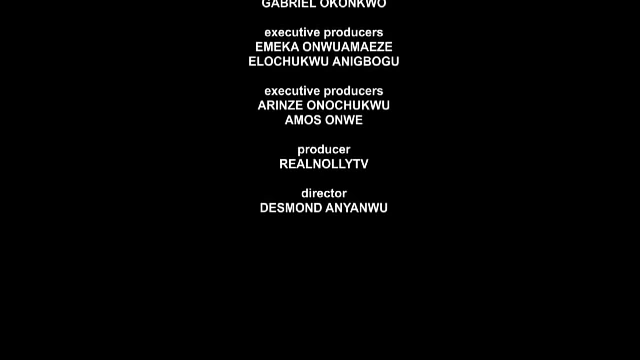 GABRIEL OKONKWO
executive producers
EMEKA ONWUAMAEZE
ELOCHUKWU ANIGBOGU
executive producers
ARINZE ONOCHUKWU
AMOS ONWE
producer
REALNOLLYTV
director
DESMOND ANYANWU